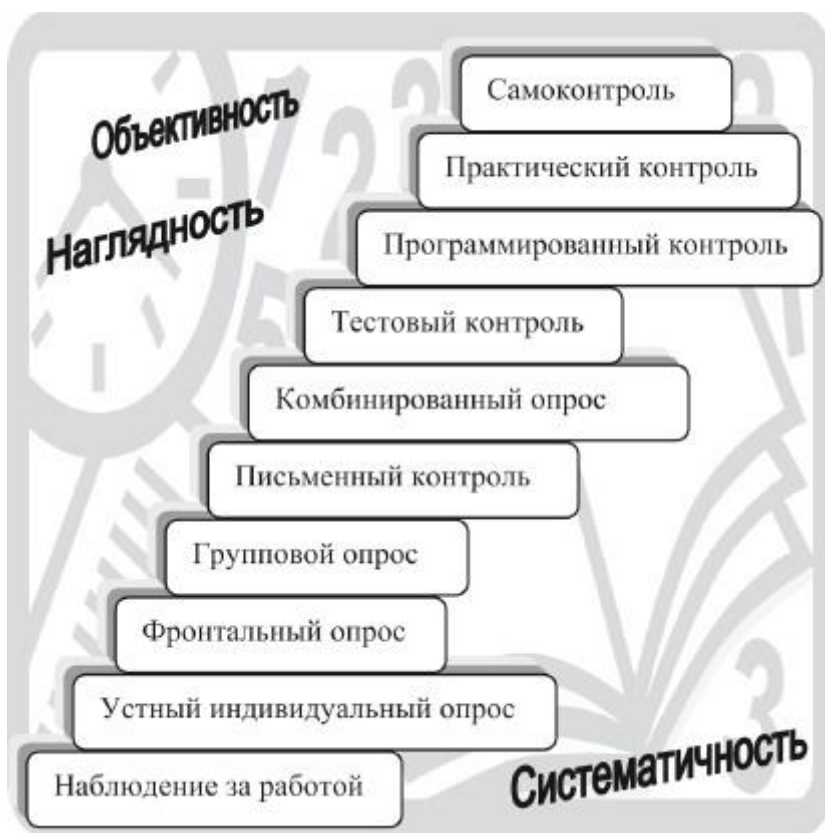 Объективность
Наглядность
Самоконтроль
Практический контроль
Программированный контроль
Тестовый контроль
Комбинированный опрос
Письменный контроль
Групповой опрос
Фронтальный опрос
Устный индивидуальный опрос
Наблюдение за работой
Систематичность